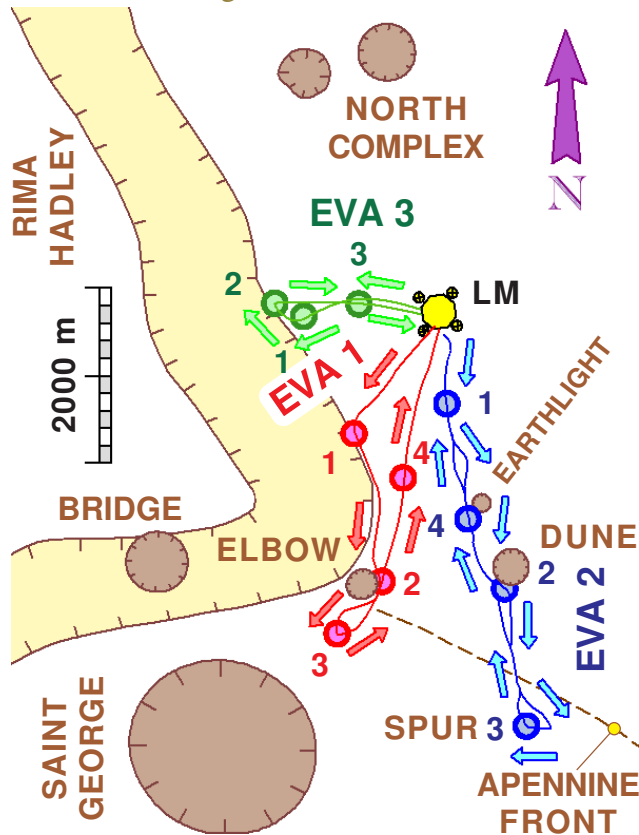 NORTH
COMPLEX
N
RIMA
HADLEY
EVA 3
3
2
LM
1
EVA 1
2000 m
1
1
4
EARTHLIGHT
BRIDGE
4
ELBOW
DUNE
2
2
EVA 2
3
SAINT
GEORGE
SPUR
3
APENNINE
FRONT